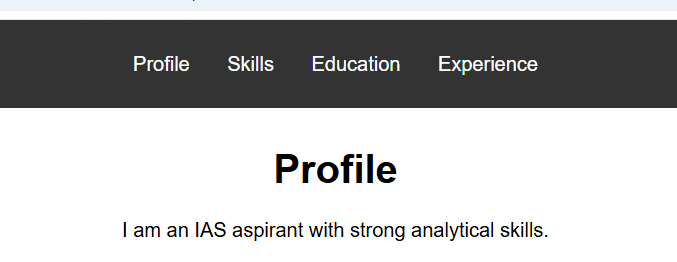 Profile Skills Education Experience
Profile
I am an IAS aspirant with strong analytical skills.